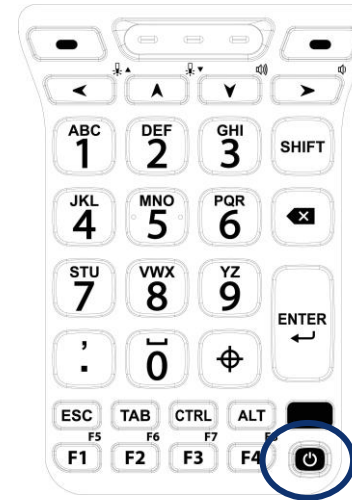 ABC DEF GHI
1 2 3 SHIFT
JKL MNO PQR
4 5 6
STU VWX YZ
7 8 9
ENTER
, .
0
ESC TAB CTRL ALT
F5 F6 F7
F1 F2 F3 F4